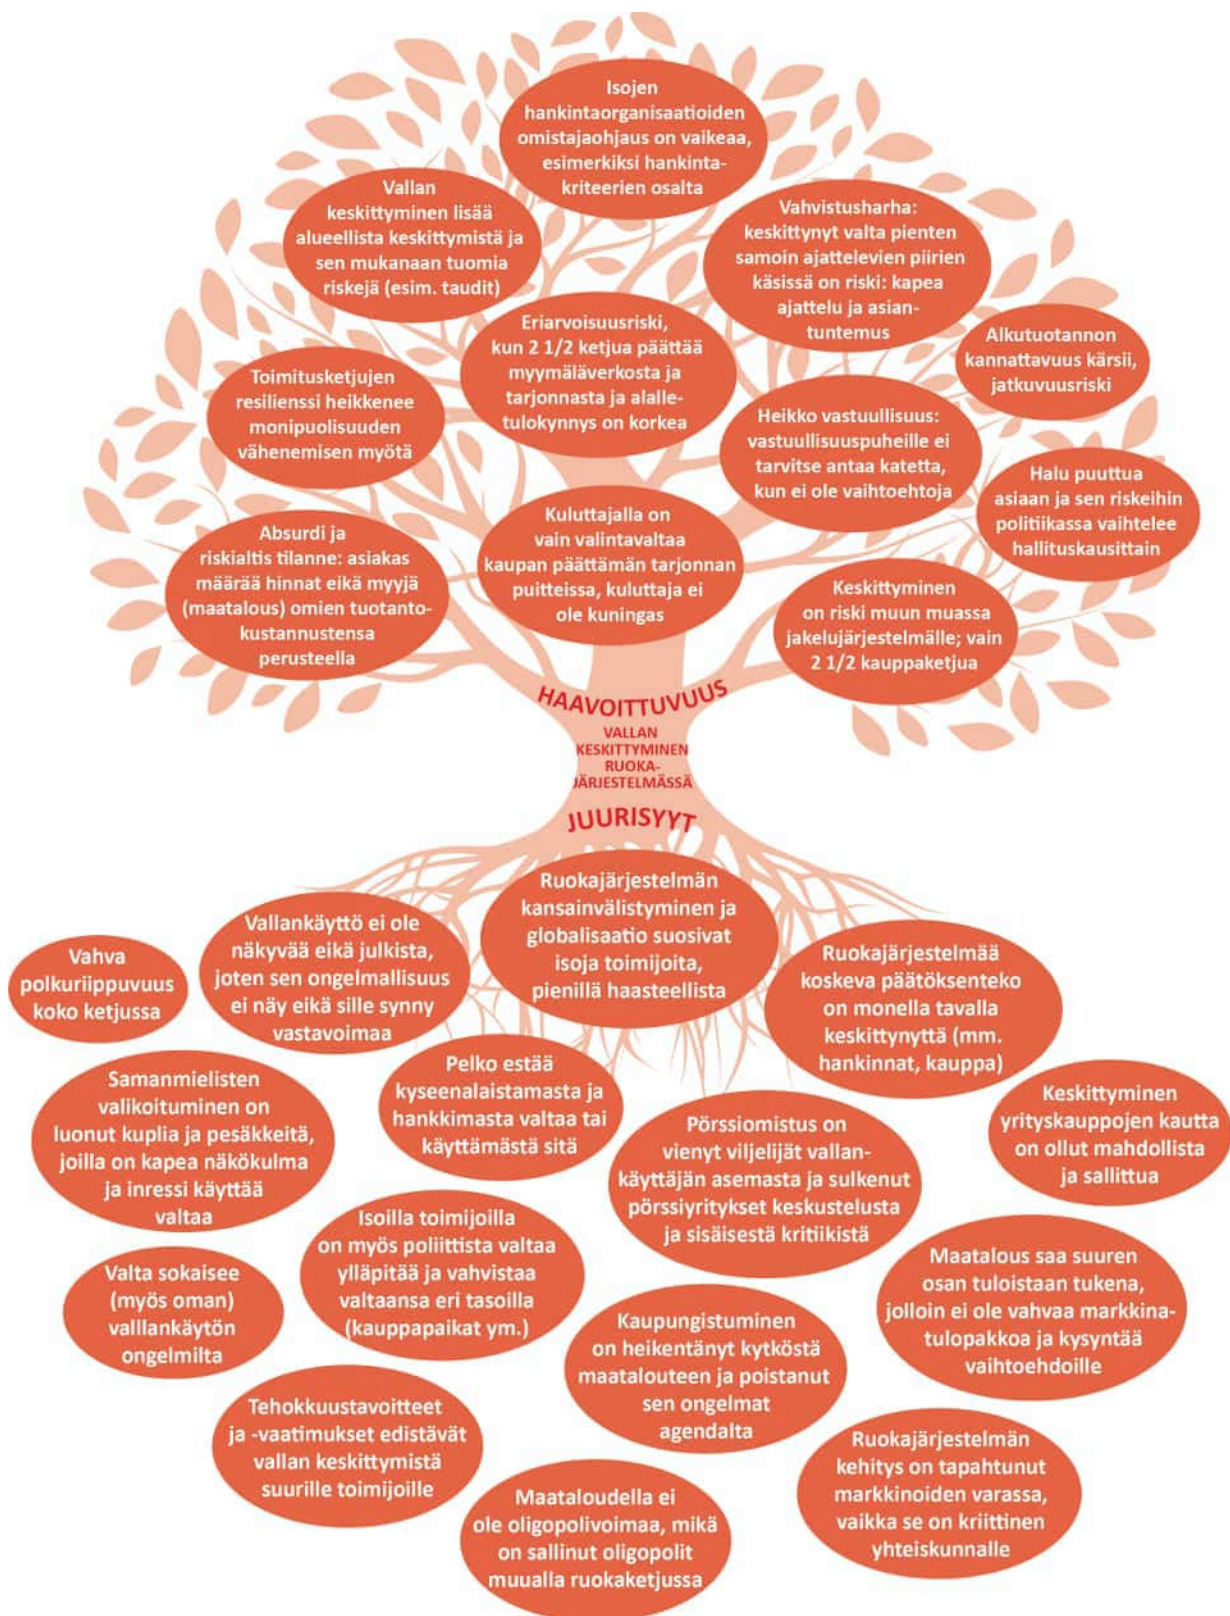 Isojen
hankintaorganisaatioiden
omistajaohjaus on vaikeaa,
esimerkiksi hankinta-
kriteerien osalta
Vallan
keskittyminen lisää
alueellista keskittymistä ja
sen mukanaan tuomia
riskejä (esim. taudit)
Vahvistusharha:
keskittynyt valta pienten
samoin ajattelevien piirien
käsissä on riski: kapea
ajattelu ja asian-
tuntemus
Eriarvoisuusriski,
kun 2 1/2 ketjua päättää
myymäläverkosta ja
tarjonnasta ja alalle-
tulokynnys on korkea
Alkutuotannon
kannattavuus kärsii,
jatkuvuusriski
Toimitusketjujen
resilienssi heikkenee
monipuolisuuden
vähenemisen myötä
Heikko vastuullisuus:
vastuullisuuspuheille ei
tarvitse antaa katetta,
kun ei ole vaihtoehtoja
Halu puuttua
asiaan ja sen riskeihin
politiikassa vaihtelee
hallituskausittain
Absurdi ja
riskialtis tilanne: asiakas
määrää hinnat eikä myyjä
(maatalous) omien tuotanto-
kustannustensa
perusteella
Kuluttajalla on
vain valintavaltaa
kaupan päättämän tarjonnan
puitteissa, kuluttaja ei
ole kuningas
Keskittyminen
on riski muun muassa
jakelujärjestelmälle; vain
2 1/2 kauppaketjua
HAAVOITTUVUUS
VALLAN
KESKITTYMINEN
RUOKA-
JÄRJESTELMÄSSÄ
JUURISYYT
Ruokajärjestelmän
kansainvälistyminen ja
globalisaatio suosivat
isoja toimijoita,
pienillä haasteellista
Vallankäyttö ei ole
näkyvää eikä julkista,
joten sen ongelmallisuus
ei näy eikä sille synny
vastavoimaa
Vahva
polkuriippuvuus
koko ketjussa
Ruokajärjestelmää
koskeva päätöksenteko
on monella tavalla
keskittynyttä (mm.
hankinnat, kauppa)
Pelko estää
kyseenalaistamasta ja
hankkimasta valtaa tai
käyttämästä sitä
Samanmielisten
valikoituminen on
luonut kuplia ja pesäkkeitä,
joilla on kapea näkökulma
ja inressi käyttää
valtaa
Keskittyminen
yrityskauppojen kautta
on ollut mahdollista
ja sallittua
Pörssiomistus on
vienyt viljelijät vallan-
käyttäjän asemasta ja sulkenut
pörssiyritykset keskustelusta
ja sisäisestä kritiikistä
Isoilla toimijoilla
on myös poliittista valtaa
ylläpitää ja vahvistaa
valtaansa eri tasoilla
(kauppapaikat ym.)
Maatalous saa suuren
osan tuloistaan tukena,
jolloin ei ole vahvaa markkina-
tulopakkoa ja kysyntää
vaihtoehdoille
Valta sokaisee
(myös oman)
valllankäytön
ongelmilta
Kaupungistuminen
on heikentänyt kytköstä
maatalouteen ja poistanut
sen ongelmat
agendalta
Tehokkuustavoitteet
ja -vaatimukset edistävät
vallan keskittymistä
suurille toimijoille
Ruokajärjestelmän
kehitys on tapahtunut
markkinoiden varassa,
vaikka se on kriittinen
yhteiskunnalle
Maataloudella ei
ole oligopolivoimaa, mikä
on sallinut oligopolit
muualla ruokaketjussa